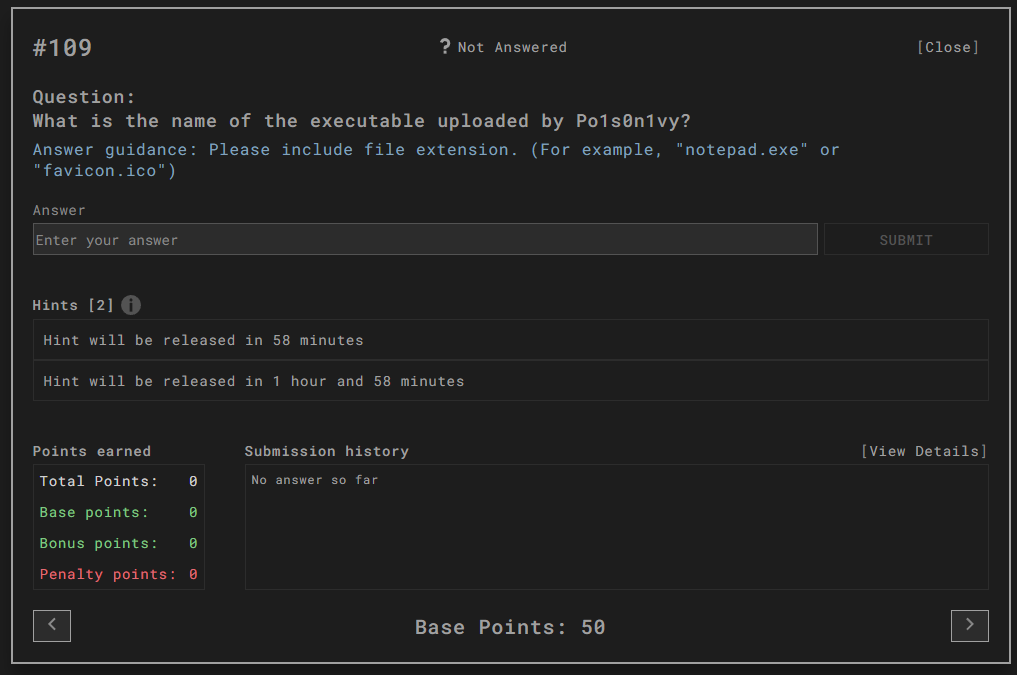 #109
? Not Answered
[Close]
Question:
What is the name of the executable uploaded by Po1s0n1vy?
Answer guidance: Please include file extension. (For example, "notepad.exe" or
"favicon.ico")
Answer
Enter your answer
SUBMIT
Hints [2] i
Hint will be released in 58 minutes
Hint will be released in 1 hour and 58 minutes
Points earned
Total Points: 0
Base points: 0
Bonus points: 0
Penalty points: 0
Submission history
[View Details]
No answer so far
< Base Points: 50 >